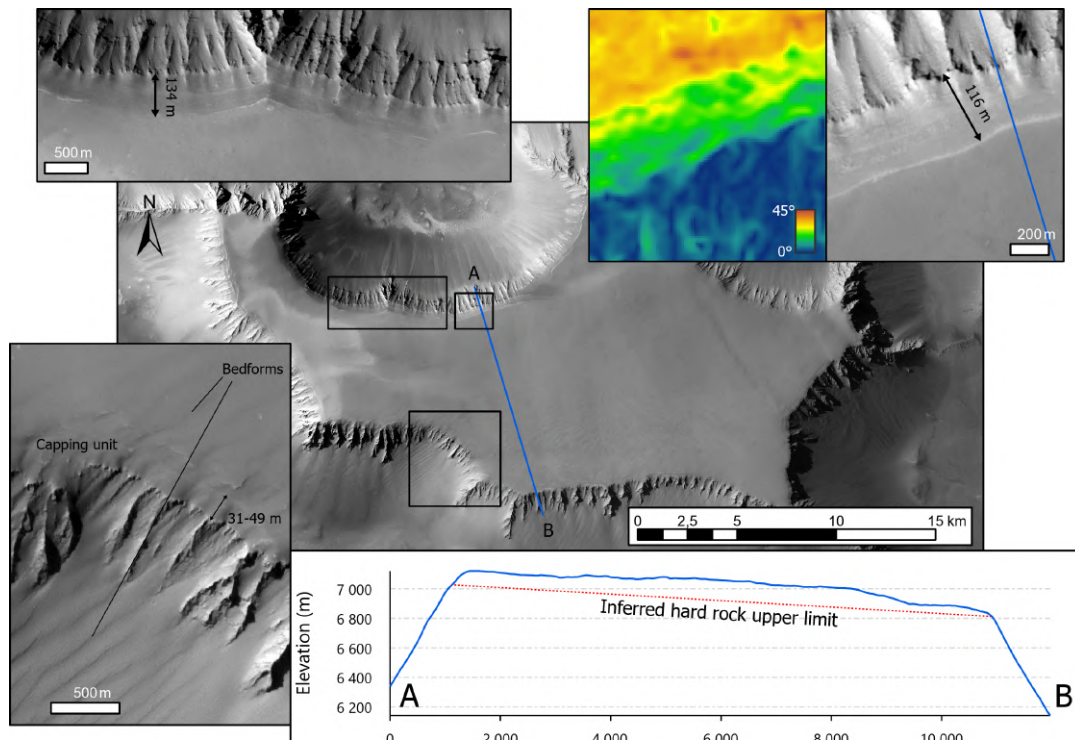 134 m
500 m
45°
0°
116 m
200 m
N
A
B
0 2,5 5 10 15 km
Bedforms
Capping unit
31-49 m
500 m
Elevation (m)
7 000
6 800
6 600
6 400
6 200
Inferred hard rock upper limit
A
B
0 2 000 4 000 6 000 8 000 10 000